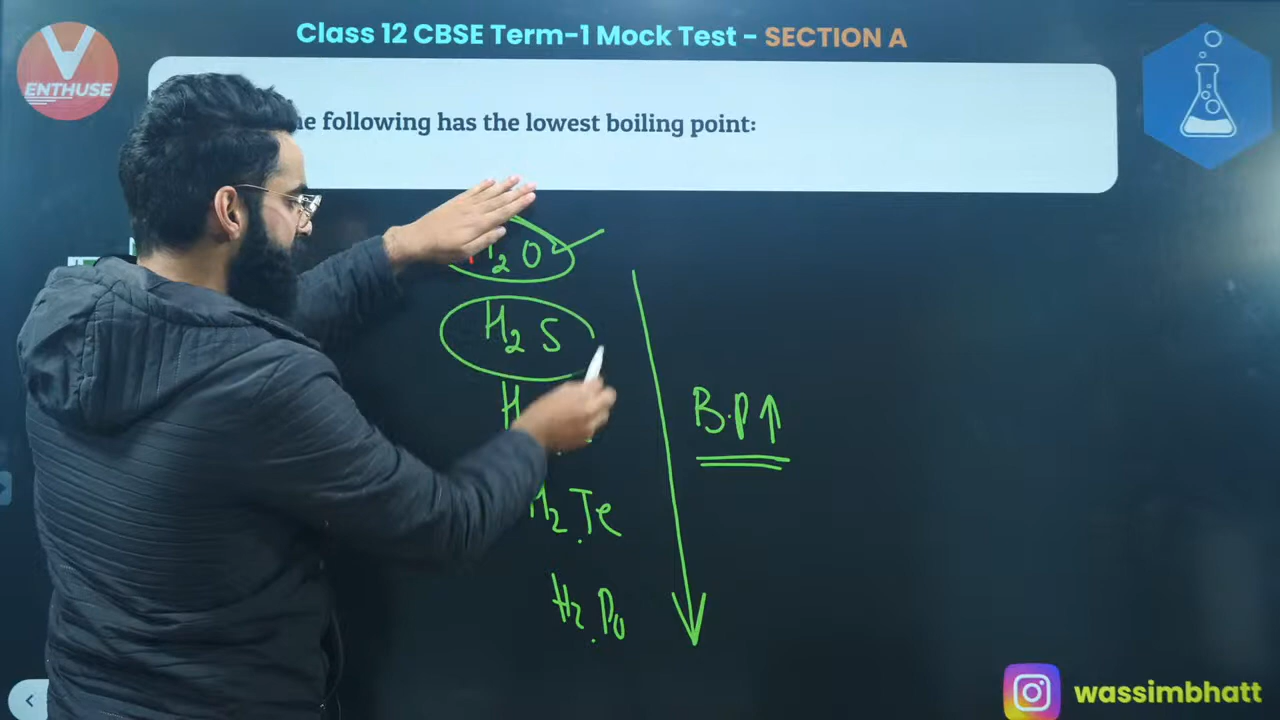 Class 12 CBSE Term-1 Mock Test - SECTION A
V
ENTHUSE
following has the lowest boiling point:
H₂O
H₂S
H
B.P↑
H₂Te
H₂Po
wassimbhatt